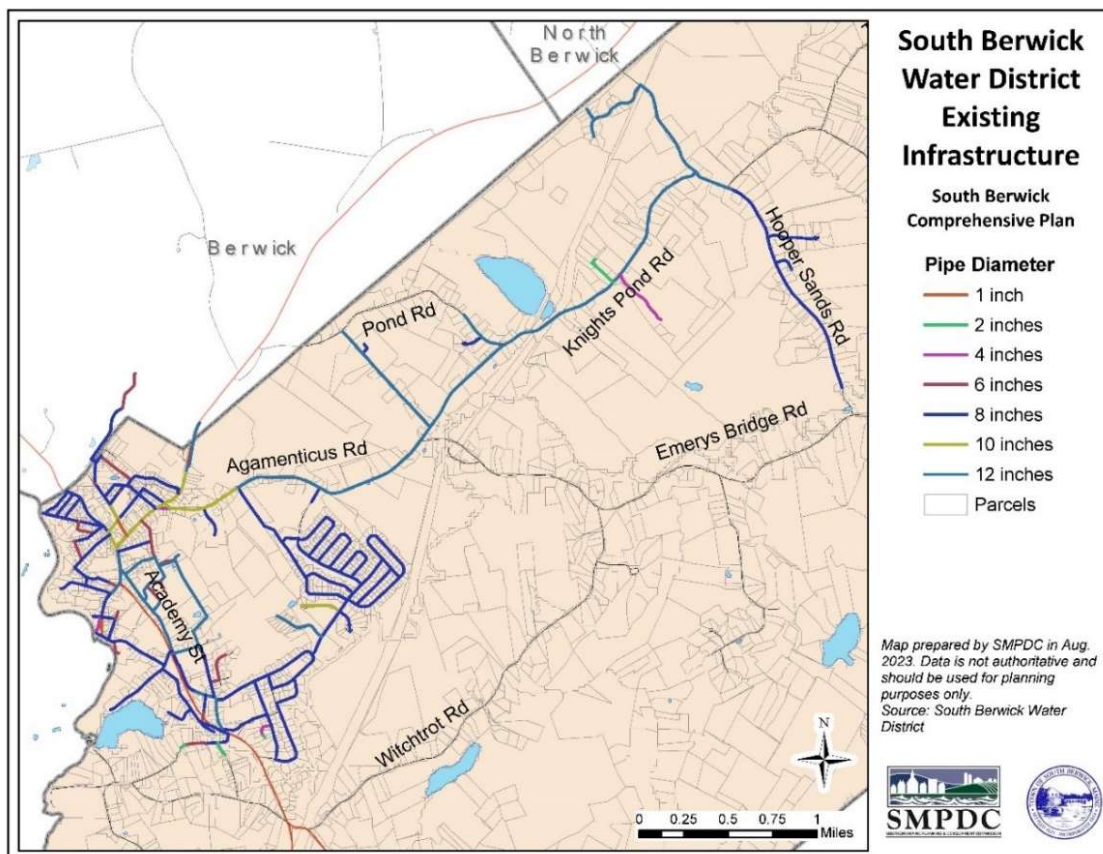 South Berwick
Water District
Existing
Infrastructure
South Berwick
Comprehensive Plan
Pipe Diameter
1 inch
2 inches
4 inches
6 inches
8 inches
10 inches
12 inches
Parcels
North
Berwick
Berwick
Pond Rd
Knights Pond Rd
Hooper Sands Rd
Agamenticus Rd
Emerys Bridge Rd
Academy St
Witchtrot Rd
N
0 0.25 0.5 0.75 1
Miles
Map prepared by SMPDC in Aug.
2023. Data is not authoritative and
should be used for planning
purposes only.
Source: South Berwick Water
District
SMPDC